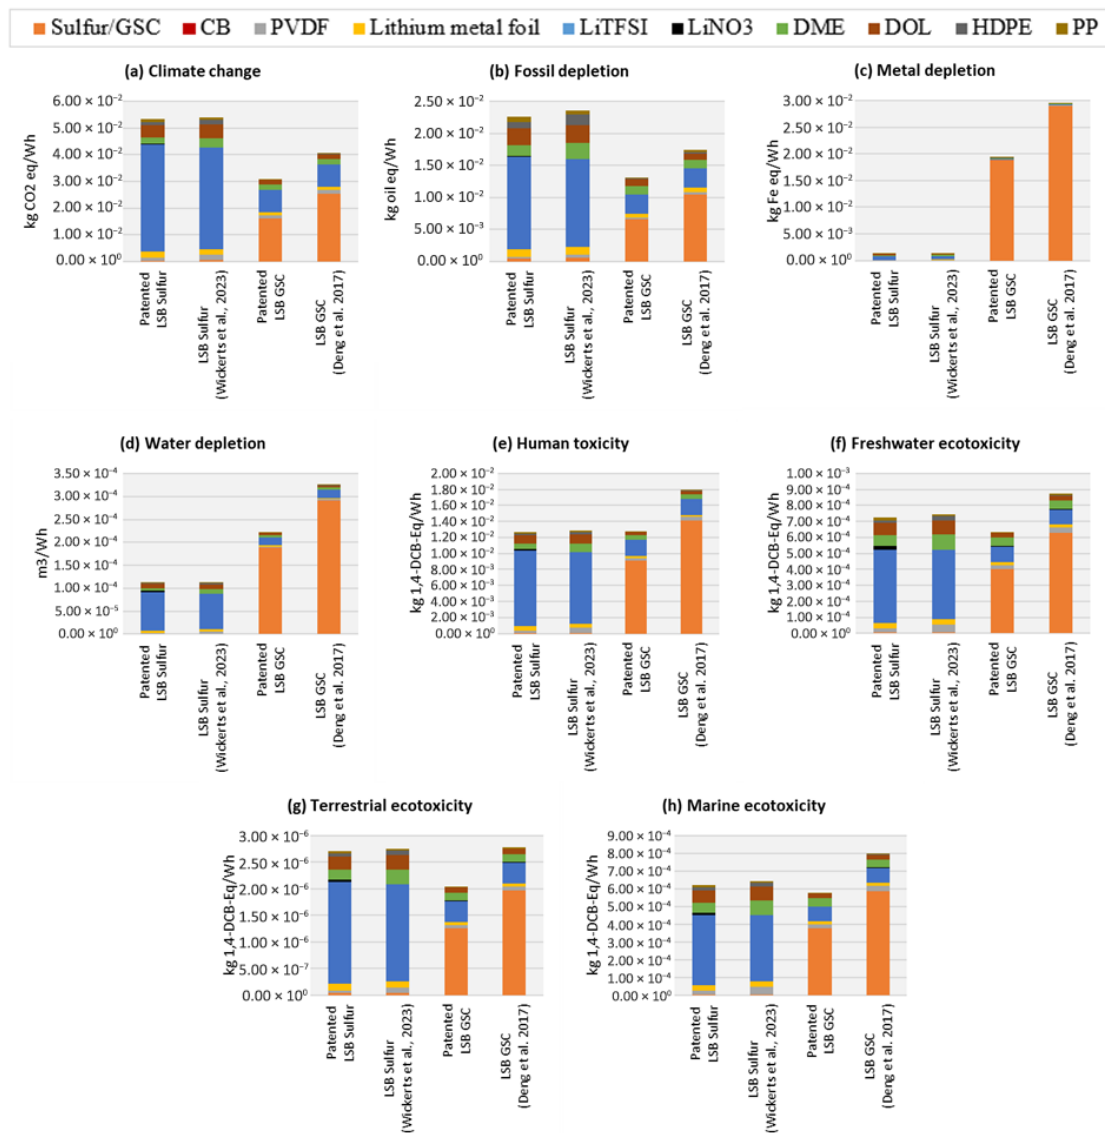 Sulfur/GSC CB PVDF Lithium metal foil LiTFSI LiNO3 DME DOL HDPE PP
(a) Climate change
kg CO2 eq/Wh
6.00 × 10⁻²
5.00 × 10⁻²
4.00 × 10⁻²
3.00 × 10⁻²
2.00 × 10⁻²
1.00 × 10⁻²
0.00 × 10⁰
Patented
LSB Sulfur
LSB Sulfur
(Wickerts et al., 2023)
Patented
LSB GSC
LSB GSC
(Deng et al. 2017)
(b) Fossil depletion
kg oil eq/Wh
2.50 × 10⁻²
2.00 × 10⁻²
1.50 × 10⁻²
1.00 × 10⁻²
5.00 × 10⁻³
0.00 × 10⁰
Patented
LSB Sulfur
LSB Sulfur
(Wickerts et al., 2023)
Patented
LSB GSC
LSB GSC
(Deng et al. 2017)
(c) Metal depletion
kg Fe eq/Wh
3.00 × 10⁻²
2.50 × 10⁻²
2.00 × 10⁻²
1.50 × 10⁻²
1.00 × 10⁻²
5.00 × 10⁻³
0.00 × 10⁰
Patented
LSB Sulfur
LSB Sulfur
(Wickerts et al., 2023)
Patented
LSB GSC
LSB GSC
(Deng et al. 2017)
(d) Water depletion
m3/Wh
3.50 × 10⁻⁴
3.00 × 10⁻⁴
2.50 × 10⁻⁴
2.00 × 10⁻⁴
1.50 × 10⁻⁴
1.00 × 10⁻⁴
5.00 × 10⁻⁵
0.00 × 10⁰
Patented
LSB Sulfur
LSB Sulfur
(Wickerts et al., 2023)
Patented
LSB GSC
LSB GSC
(Deng et al. 2017)
(e) Human toxicity
kg 1,4-DCB-Eq/Wh
2.00 × 10⁻²
1.80 × 10⁻²
1.60 × 10⁻²
1.40 × 10⁻²
1.20 × 10⁻²
1.00 × 10⁻²
8.00 × 10⁻³
6.00 × 10⁻³
4.00 × 10⁻³
2.00 × 10⁻³
0.00 × 10⁰
Patented
LSB Sulfur
LSB Sulfur
(Wickerts et al., 2023)
Patented
LSB GSC
LSB GSC
(Deng et al. 2017)
(f) Freshwater ecotoxicity
kg 1,4-DCB-Eq/Wh
1.00 × 10⁻³
9.00 × 10⁻⁴
8.00 × 10⁻⁴
7.00 × 10⁻⁴
6.00 × 10⁻⁴
5.00 × 10⁻⁴
4.00 × 10⁻⁴
3.00 × 10⁻⁴
2.00 × 10⁻⁴
1.00 × 10⁻⁴
0.00 × 10⁰
Patented
LSB Sulfur
LSB Sulfur
(Wickerts et al., 2023)
Patented
LSB GSC
LSB GSC
(Deng et al. 2017)
(g) Terrestrial ecotoxicity
kg 1,4-DCB-Eq/Wh
3.00 × 10⁻⁶
2.50 × 10⁻⁶
2.00 × 10⁻⁶
1.50 × 10⁻⁶
1.00 × 10⁻⁶
5.00 × 10⁻⁷
0.00 × 10⁰
Patented
LSB Sulfur
LSB Sulfur
(Wickerts et al., 2023)
Patented
LSB GSC
LSB GSC
(Deng et al. 2017)
(h) Marine ecotoxicity
kg 1,4-DCB-Eq/Wh
9.00 × 10⁻⁴
8.00 × 10⁻⁴
7.00 × 10⁻⁴
6.00 × 10⁻⁴
5.00 × 10⁻⁴
4.00 × 10⁻⁴
3.00 × 10⁻⁴
2.00 × 10⁻⁴
1.00 × 10⁻⁴
0.00 × 10⁰
Patented
LSB Sulfur
LSB Sulfur
(Wickerts et al., 2023)
Patented
LSB GSC
LSB GSC
(Deng et al. 2017)